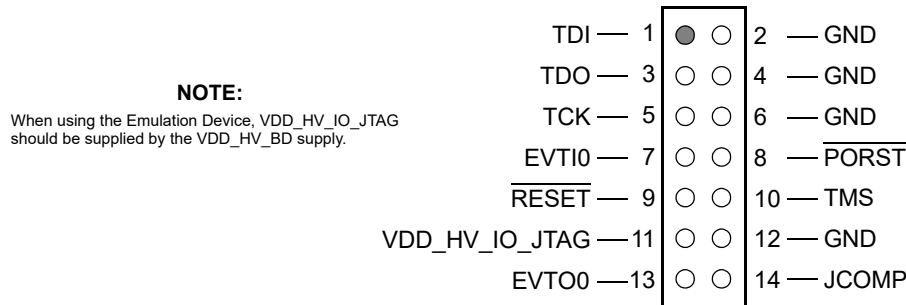 TDI 1 2 GND
TDO 3 4 GND
NOTE:
When using the Emulation Device, VDD_HV_IO_JTAG
should be supplied by the VDD_HV_BD supply.
TCK 5 6 GND
EVTI0 7 8 PORST
RESET 9 10 TMS
VDD_HV_IO_JTAG 11 12 GND
EVTO0 13 14 JCOMP